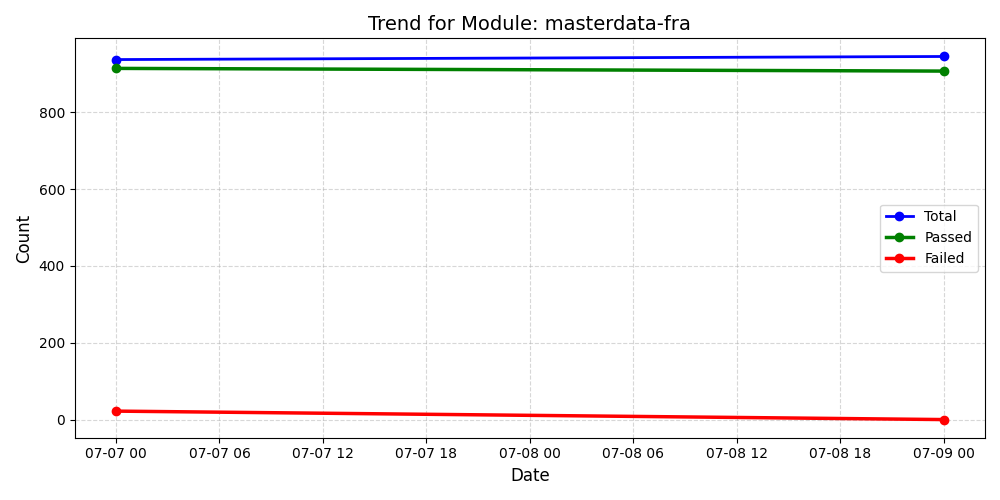 Trend for Module: masterdata-fra
Count
800
600
400
200
0
Total
Passed
Failed
07-07 00 07-07 06 07-07 12 07-07 18 07-08 00 07-08 06 07-08 12 07-08 18 07-09 00
Date